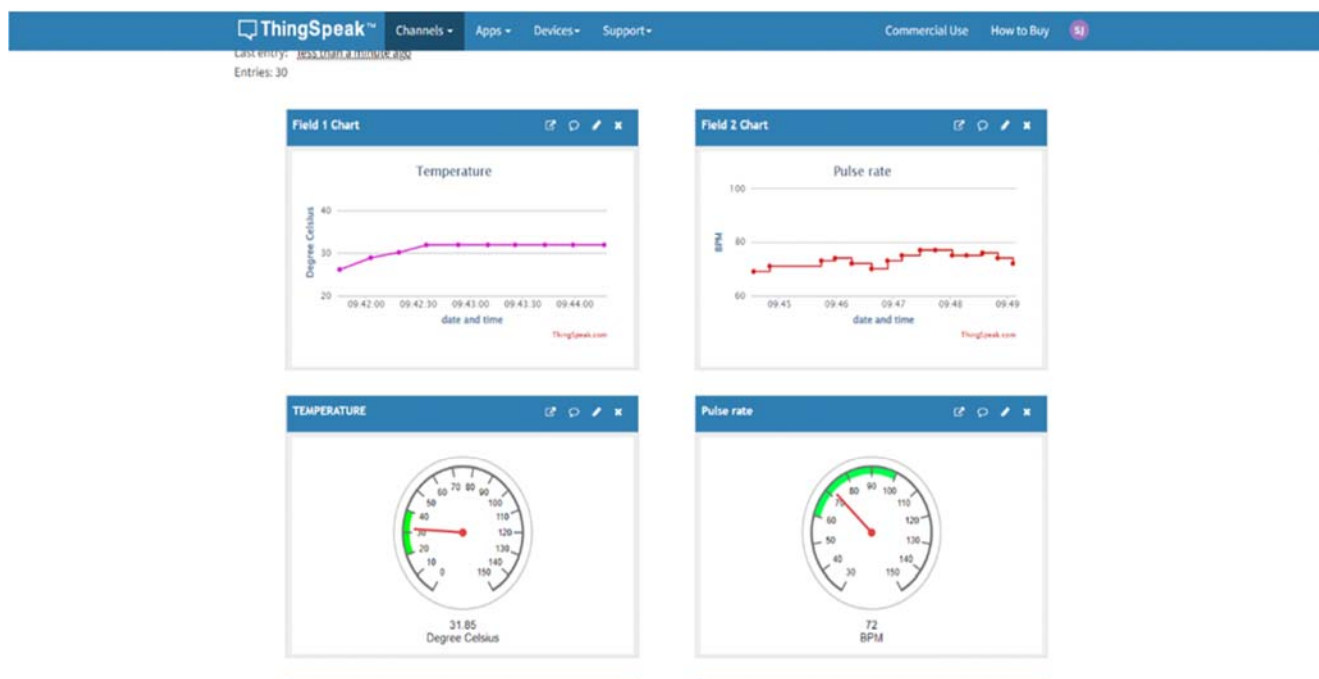 ThingSpeak™ Channels Apps Devices Support Commercial Use How to Buy SJ
Last entry: less than a minute ago
Entries: 30
Field 1 Chart
Temperature
Degree Celsius
40
30
20
09:42:00 09:42:30 09:43:00 09:43:30 09:44:00
date and time
ThingSpeak.com
Field 2 Chart
Pulse rate
BPM
100
80
60
09:45 09:46 09:47 09:48 09:49
date and time
ThingSpeak.com
TEMPERATURE
0 10 20 30 40 50 60 70 80 90 100 110 120 130 140 150
31.85
Degree Celsius
Pulse rate
30 40 50 60 70 80 90 100 110 120 130 140 150
72
BPM